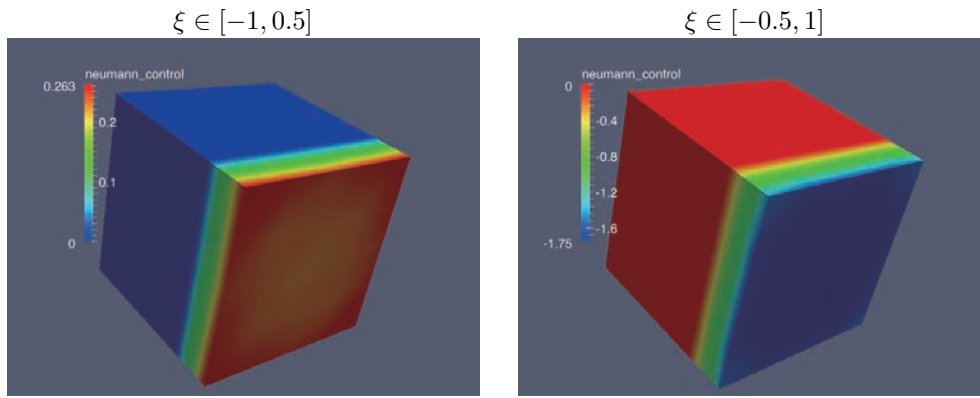 ξ ∈ [−1, 0.5]
neumann_control
0.263
0.2
0.1
0
ξ ∈ [−0.5, 1]
neumann_control
0
-0.4
-0.8
-1.2
-1.6
-1.75